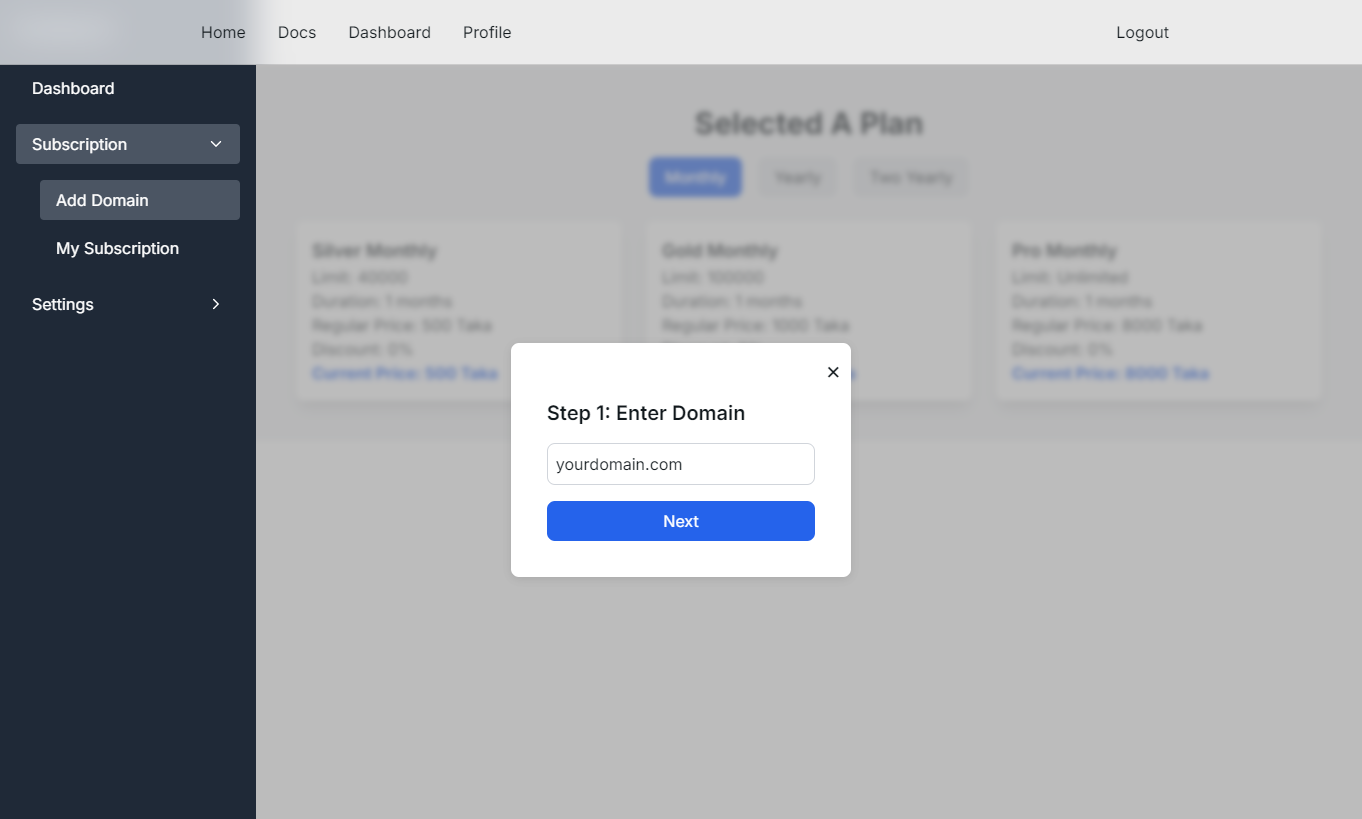 Home Docs Dashboard Profile Logout
Dashboard
Subscription
Add Domain
My Subscription
Settings
Selected A Plan
Monthly Yearly Two Yearly
Silver Monthly
Limit: 40000
Duration: 1 months
Regular Price: 500 Taka
Discount: 0%
Current Price: 500 Taka
Gold Monthly
Limit: 100000
Duration: 1 months
Regular Price: 1000 Taka
Pro Monthly
Limit: Unlimited
Duration: 1 months
Regular Price: 8000 Taka
Discount: 0%
Current Price: 8000 Taka
Step 1: Enter Domain
yourdomain.com
Next